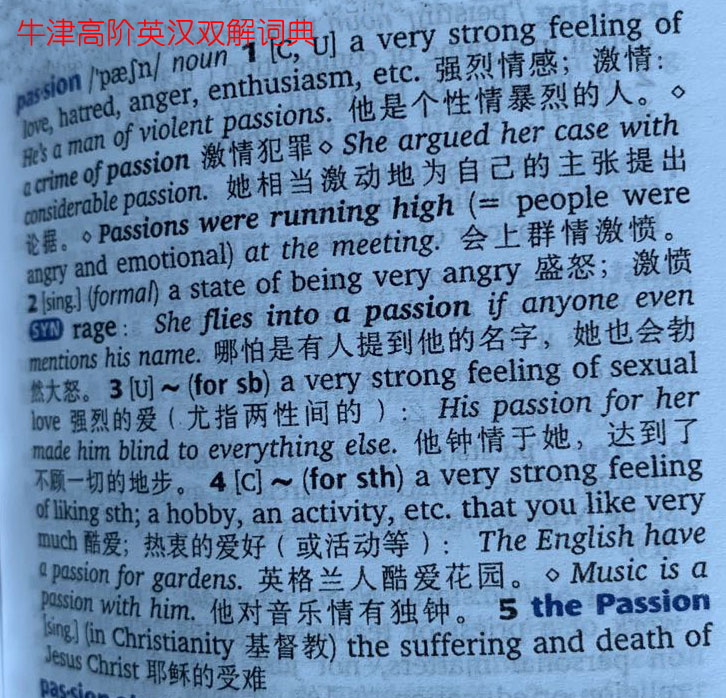 牛津高阶英汉双解词典
pas·sion /ˈpæʃn/ noun 1 [C, U] a very strong feeling of
love, hatred, anger, enthusiasm, etc. 强烈情感；激情：
He's a man of violent passions. 他是个性情暴烈的人。◇
a crime of passion 激情犯罪 ◇ She argued her case with
considerable passion. 她相当激动地为自己的主张提出
论据。◇ Passions were running high (= people were
angry and emotional) at the meeting. 会上群情激愤。
2 [sing.] (formal) a state of being very angry 盛怒；激愤
SYN rage： She flies into a passion if anyone even
mentions his name. 哪怕是有人提到他的名字，她也会勃
然大怒。 3 [U] ~ (for sb) a very strong feeling of sexual
love 强烈的爱（尤指两性间的）： His passion for her
made him blind to everything else. 他钟情于她，达到了
不顾一切的地步。 4 [C] ~ (for sth) a very strong feeling
of liking sth; a hobby, an activity, etc. that you like very
much 酷爱；热衷的爱好（或活动等）： The English have
a passion for gardens. 英格兰人酷爱花园。◇ Music is a
passion with him. 他对音乐情有独钟。 5 the Passion
[sing.] (in Christianity 基督教) the suffering and death of
Jesus Christ 耶稣的受难